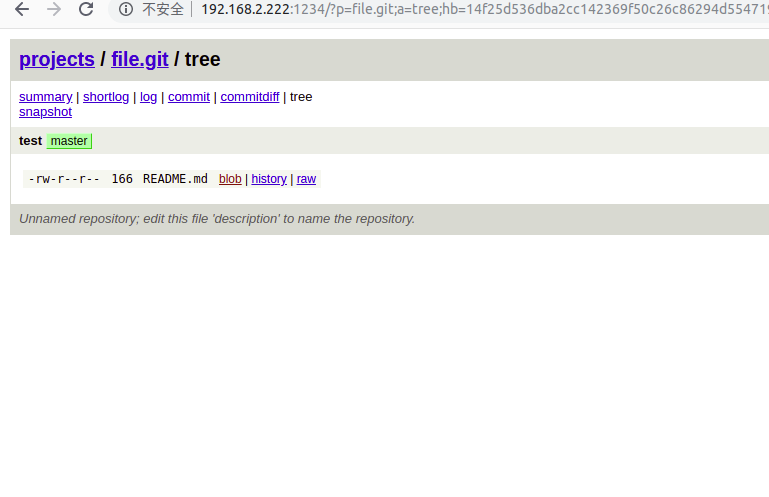 不安全 | 192.168.2.222:1234/?p=file.git;a=tree;hb=14f25d536dba2cc142369f50c26c86294d55471
projects / file.git / tree
summary | shortlog | log | commit | commitdiff | tree
snapshot
test master
-rw-r--r-- 166 README.md blob | history | raw
Unnamed repository; edit this file 'description' to name the repository.